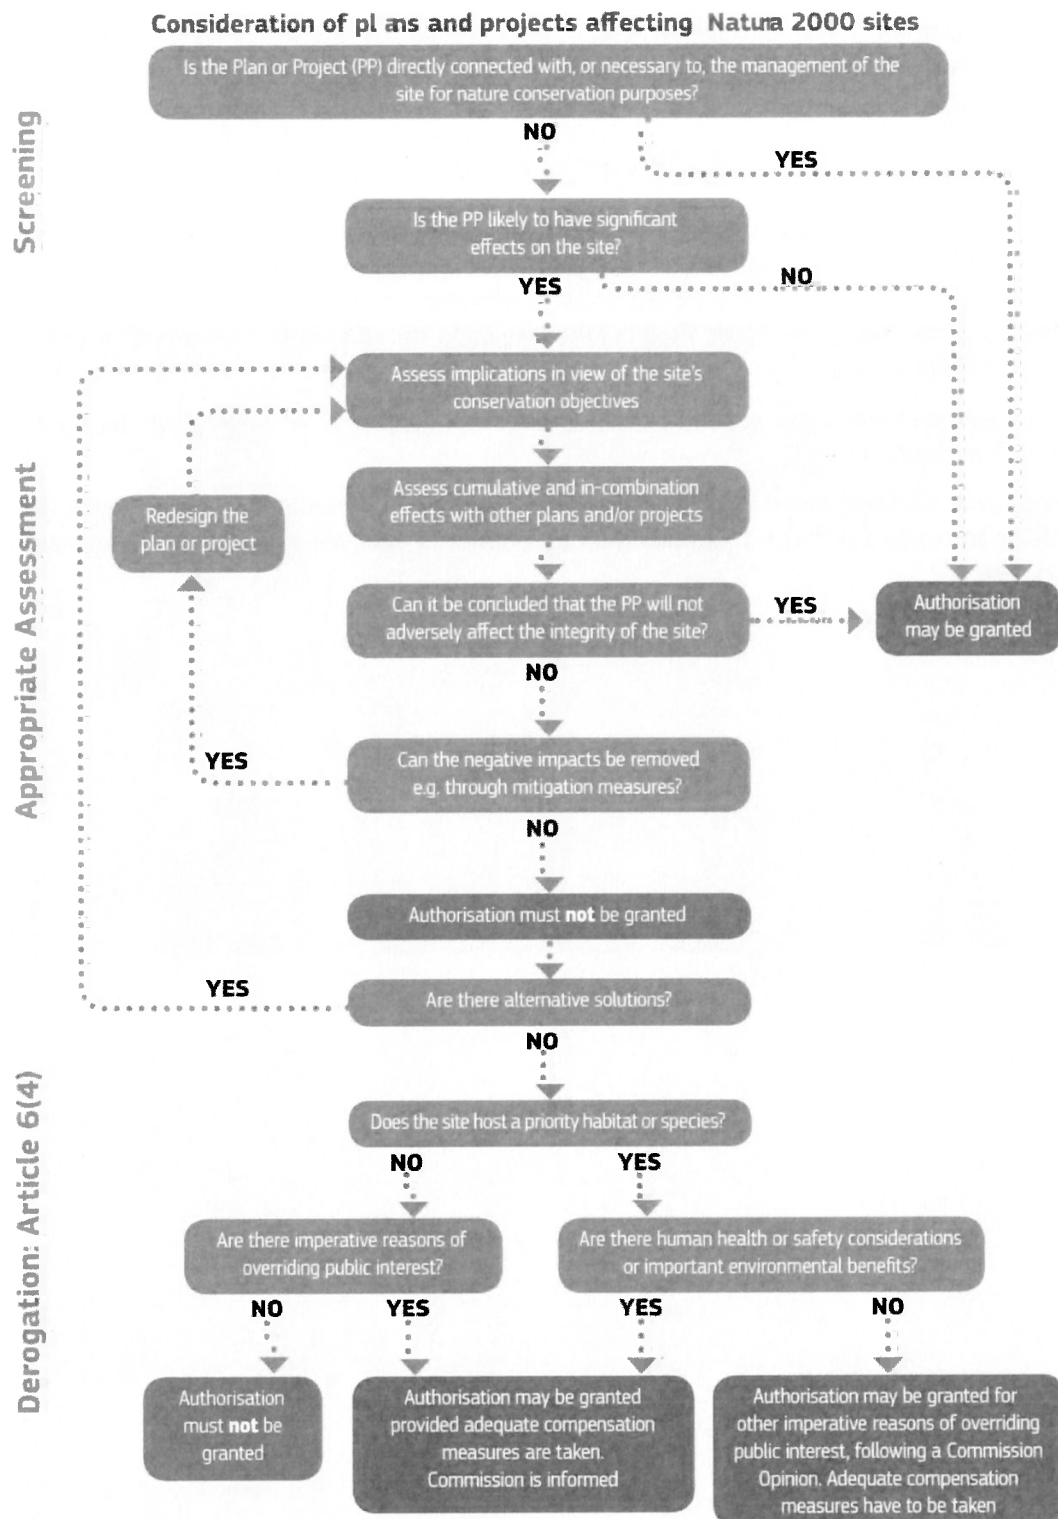 Consideration of plans and projects affecting Natura 2000 sites
Is the Plan or Project (PP) directly connected with, or necessary to, the management of the
site for nature conservation purposes?
NO
YES
Screening
Is the PP likely to have significant
effects on the site?
YES
NO
Assess implications in view of the site's
conservation objectives
Assess cumulative and in-combination
effects with other plans and/or projects
Redesign the
plan or project
Appropriate Assessment
Can it be concluded that the PP will not
adversely affect the integrity of the site?
YES
Authorisation
may be granted
NO
Can the negative impacts be removed
e.g. through mitigation measures?
YES
NO
Authorisation must not be granted
Are there alternative solutions?
YES
NO
Derogation: Article 6(4)
Does the site host a priority habitat or species?
NO
YES
Are there imperative reasons of
overriding public interest?
Are there human health or safety considerations
or important environmental benefits?
NO
YES
YES
NO
Authorisation
must not be
granted
Authorisation may be granted
provided adequate compensation
measures are taken.
Commission is informed
Authorisation may be granted for
other imperative reasons of overriding
public interest, following a Commission
Opinion. Adequate compensation
measures have to be taken